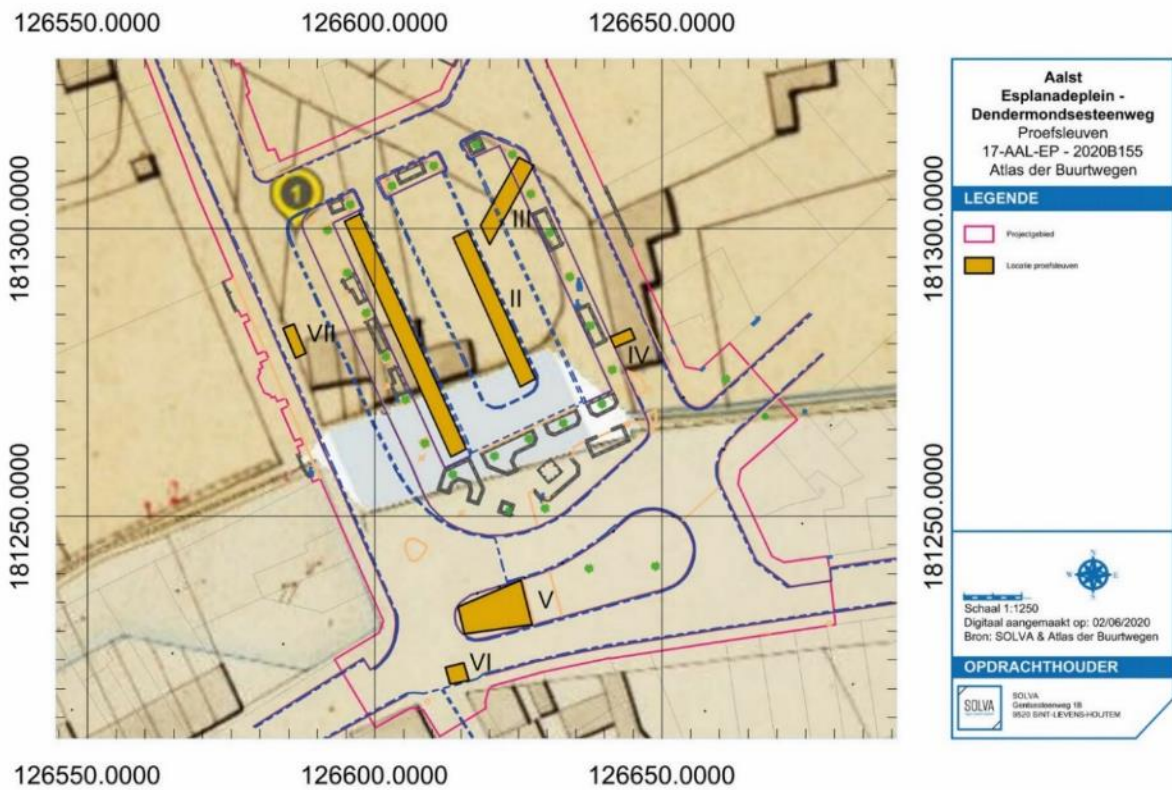 126550.0000 126600.0000 126650.0000
181300.0000
181300.0000
181250.0000
181250.0000
1
III
II
VII
IV
V
VI
126550.0000 126600.0000 126650.0000
Aalst
Esplanadeplein -
Dendermondsesteenweg
Proefsleuven
17-AAL-EP - 2020B155
Atlas der Buurtwegen
LEGENDE
Projectgebied
Locatie proefsleuven
N
W E
S
Schaal 1:1250
Digitaal aangemaakt op: 02/06/2020
Bron: SOLVA & Atlas der Buurtwegen
OPDRACHTHOUDER
SOLVA
SOLVA
Gentsesteenweg 1B
9520 SINT-LIEVENS-HOUTEM